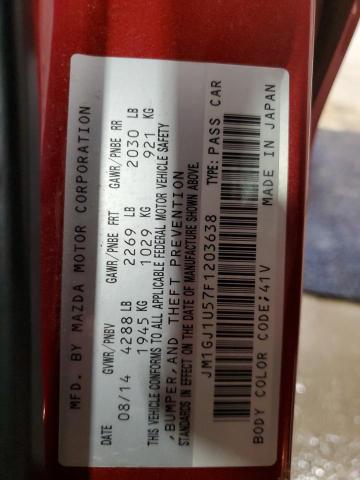 MFD. BY MAZDA MOTOR CORPORATION
DATE GVWR/PNBV GAWR/PNBE FRT GAWR/PNBE RR
08/14 4288 LB 2269 LB 2030 LB
1945 KG 1029 KG 921 KG
THIS VEHICLE CONFORMS TO ALL APPLICABLE FEDERAL MOTOR VEHICLE SAFETY
,BUMPER,AND THEFT PREVENTION
STANDARDS IN EFFECT ON THE DATE OF MANUFACTURE SHOWN ABOVE.
JM1GJ1U57F1203638 TYPE: PASS CAR
BODY COLOR CODE;41V MADE IN JAPAN